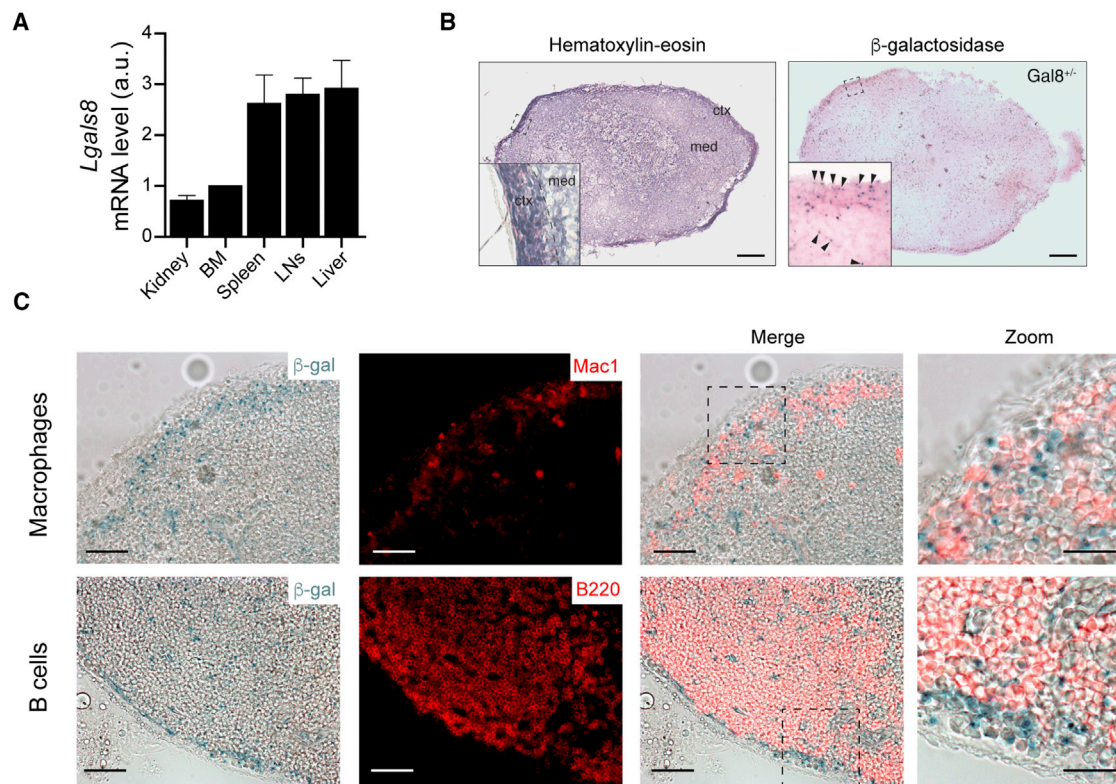 A
Lgals8
mRNA level (a.u.)
4
3
2
1
0
Kidney
BM
Spleen
LNs
Liver
B
Hematoxylin-eosin
β-galactosidase
ctx
med
med
ctx
Gal8+/-
C
Merge
Zoom
Macrophages
β-gal
Mac1
B cells
β-gal
B220